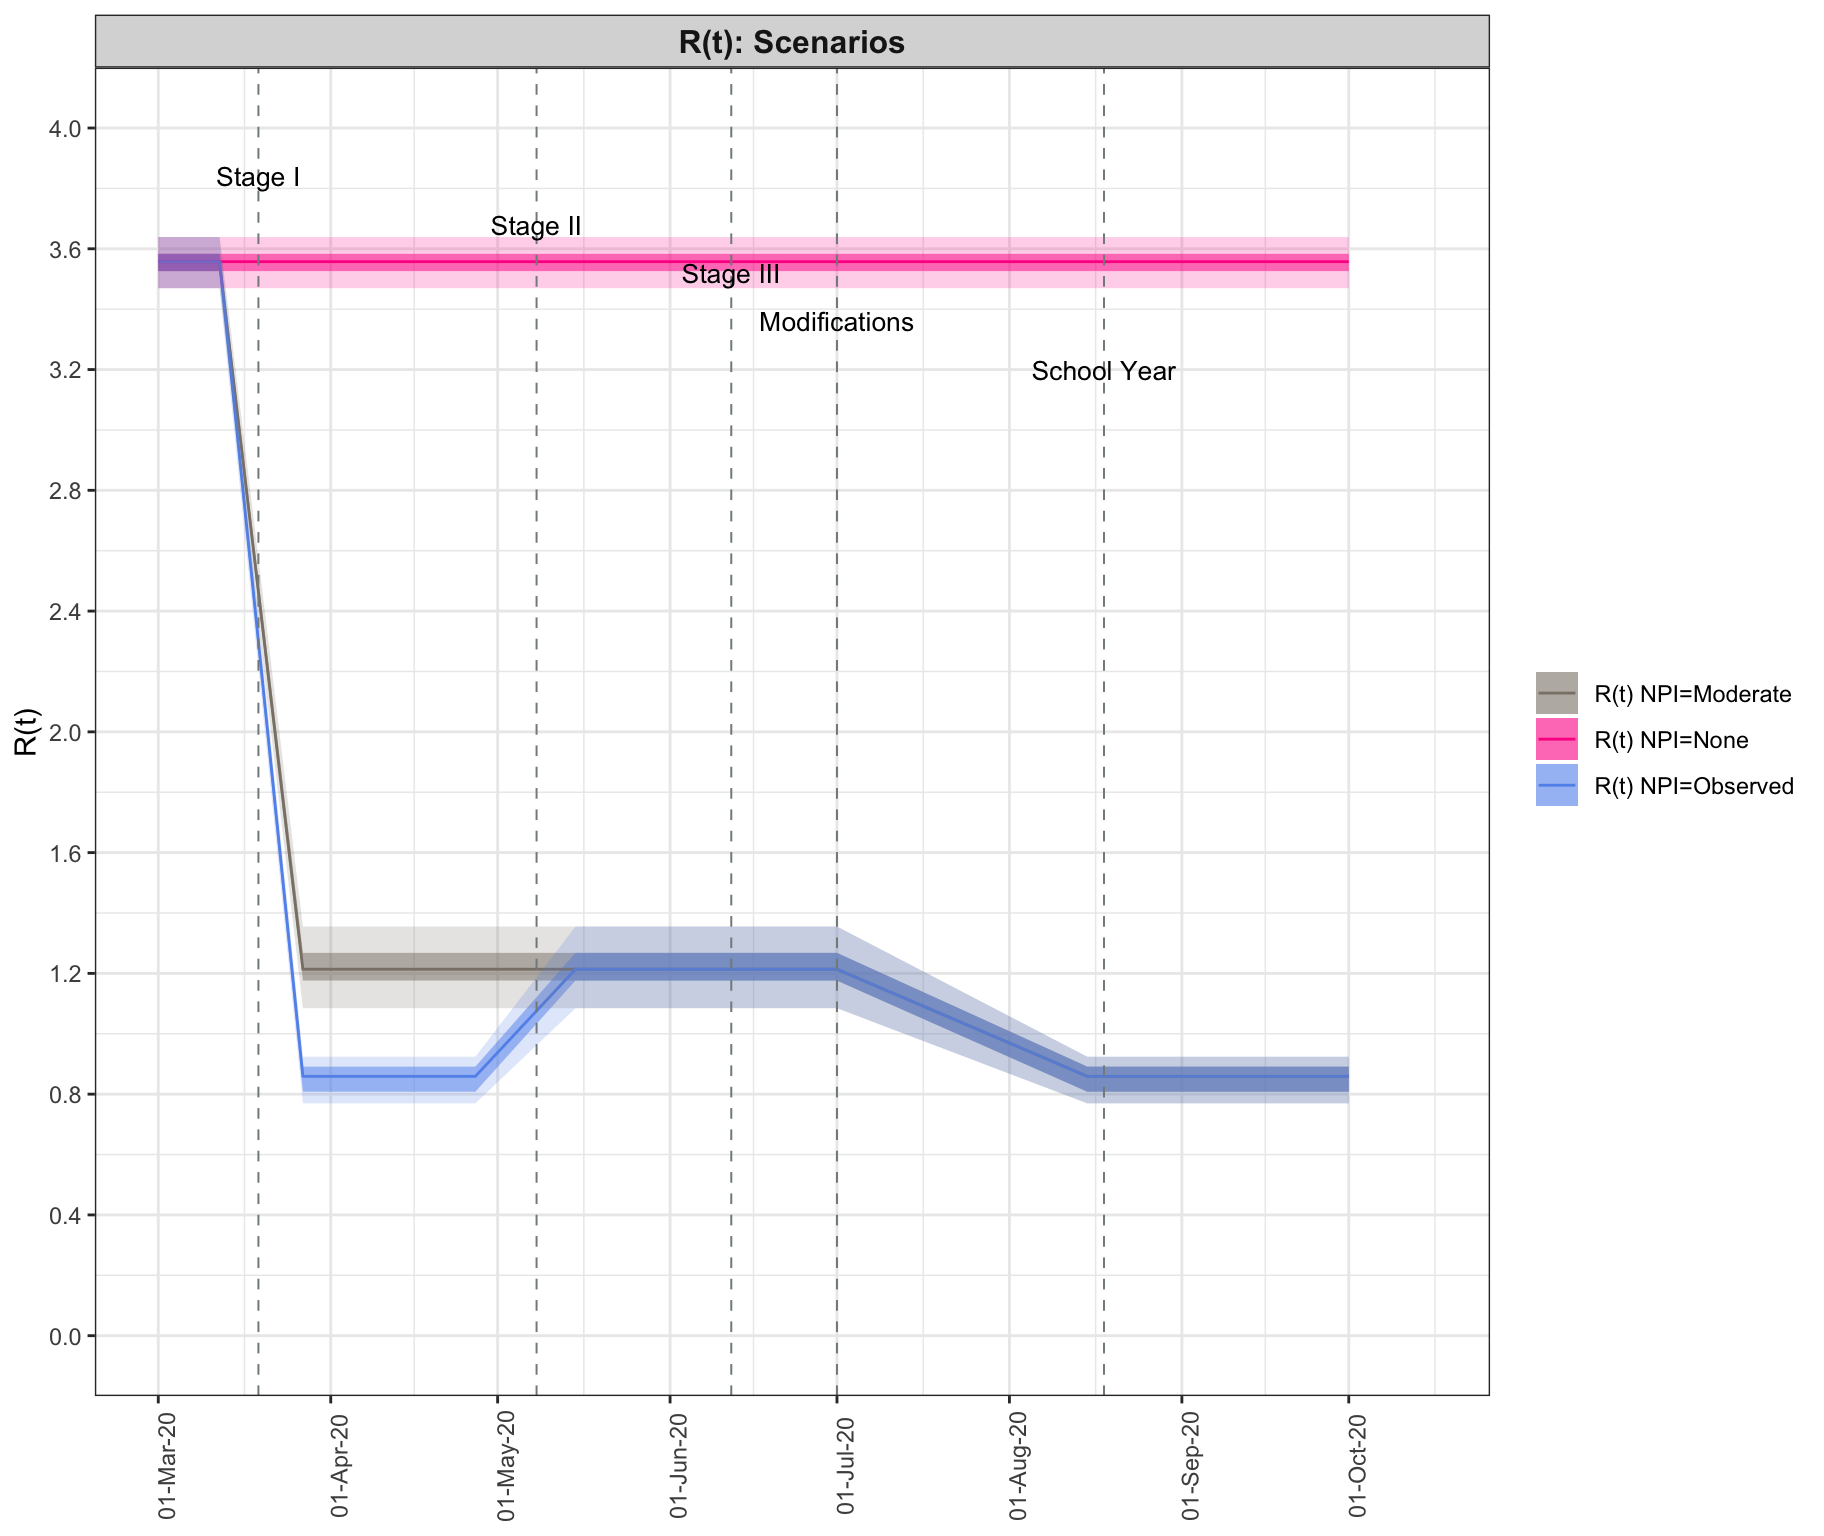 R(t): Scenarios
4.0
3.6
3.2
2.8
2.4
2.0
1.6
1.2
0.8
0.4
0.0
R(t)
Stage I
Stage II
Stage III
Modifications
School Year
01-Mar-20
01-Apr-20
01-May-20
01-Jun-20
01-Jul-20
01-Aug-20
01-Sep-20
01-Oct-20
R(t) NPI=Moderate
R(t) NPI=None
R(t) NPI=Observed